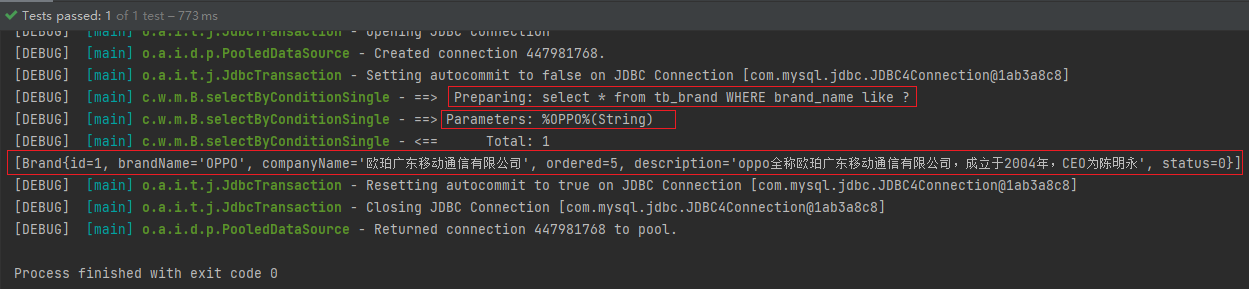 Tests passed: 1 of 1 test – 773 ms
[DEBUG] [main] o.a.i.t.j.JdbcTransaction - Opening JDBC Connection
[DEBUG] [main] o.a.i.d.p.PooledDataSource - Created connection 447981768.
[DEBUG] [main] o.a.i.t.j.JdbcTransaction - Setting autocommit to false on JDBC Connection [com.mysql.jdbc.JDBC4Connection@1ab3a8c8]
[DEBUG] [main] c.w.m.B.selectByConditionSingle - ==>  Preparing: select * from tb_brand WHERE brand_name like ?
[DEBUG] [main] c.w.m.B.selectByConditionSingle - ==> Parameters: %OPPO%(String)
[DEBUG] [main] c.w.m.B.selectByConditionSingle - <==      Total: 1
[Brand{id=1, brandName='OPPO', companyName='欧珀广东移动通信有限公司', ordered=5, description='oppo全称欧珀广东移动通信有限公司，成立于2004年，CEO为陈明永', status=0}]
[DEBUG] [main] o.a.i.t.j.JdbcTransaction - Resetting autocommit to true on JDBC Connection [com.mysql.jdbc.JDBC4Connection@1ab3a8c8]
[DEBUG] [main] o.a.i.t.j.JdbcTransaction - Closing JDBC Connection [com.mysql.jdbc.JDBC4Connection@1ab3a8c8]
[DEBUG] [main] o.a.i.d.p.PooledDataSource - Returned connection 447981768 to pool.
Process finished with exit code 0